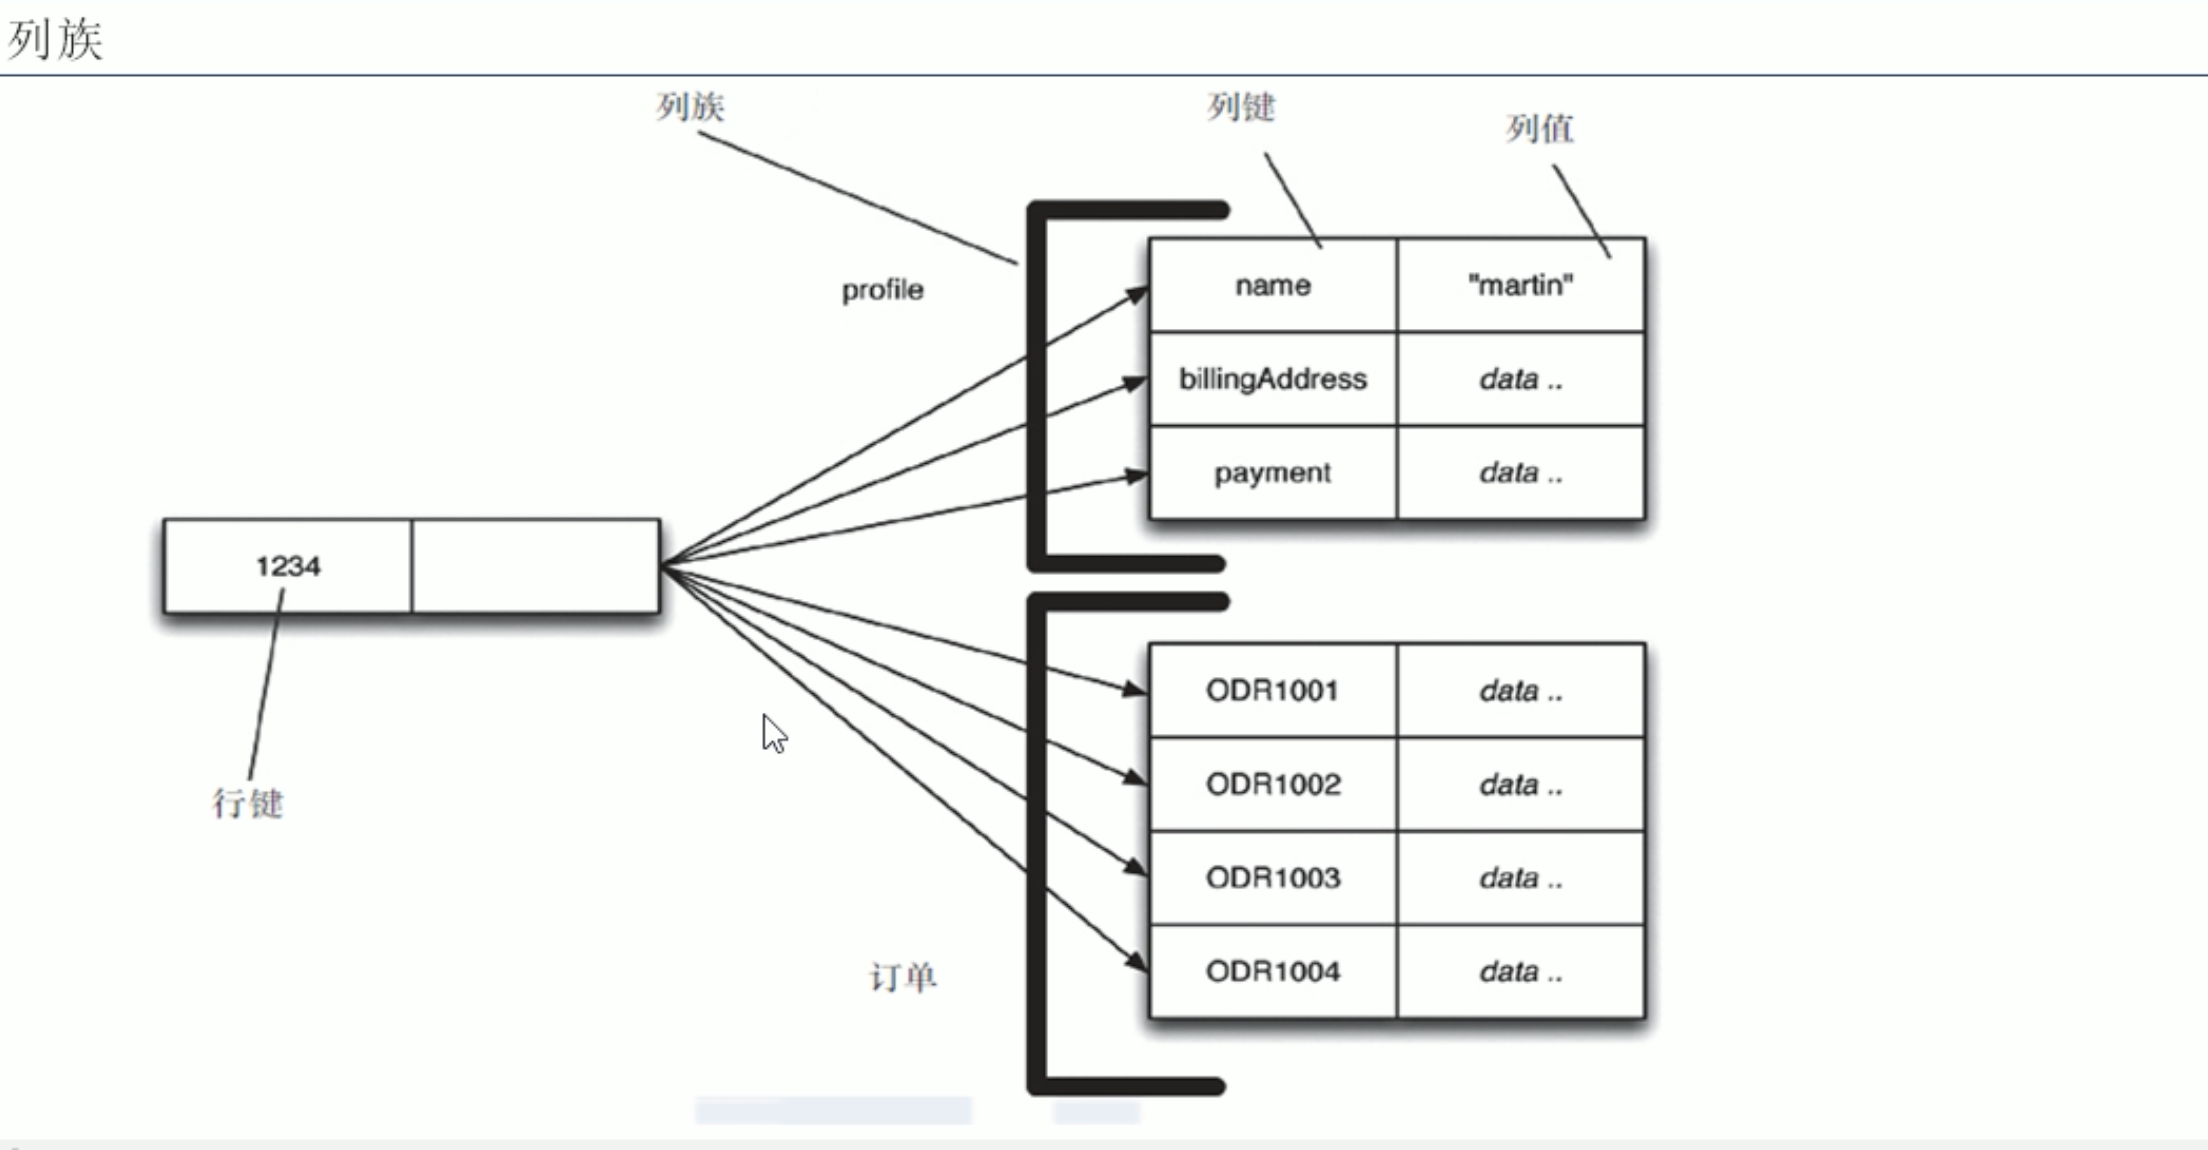 列族
列族
列键
列值
profile
name
"martin"
billingAddress
data ..
payment
data ..
1234
行键
ODR1001
data ..
ODR1002
data ..
ODR1003
data ..
ODR1004
data ..
订单